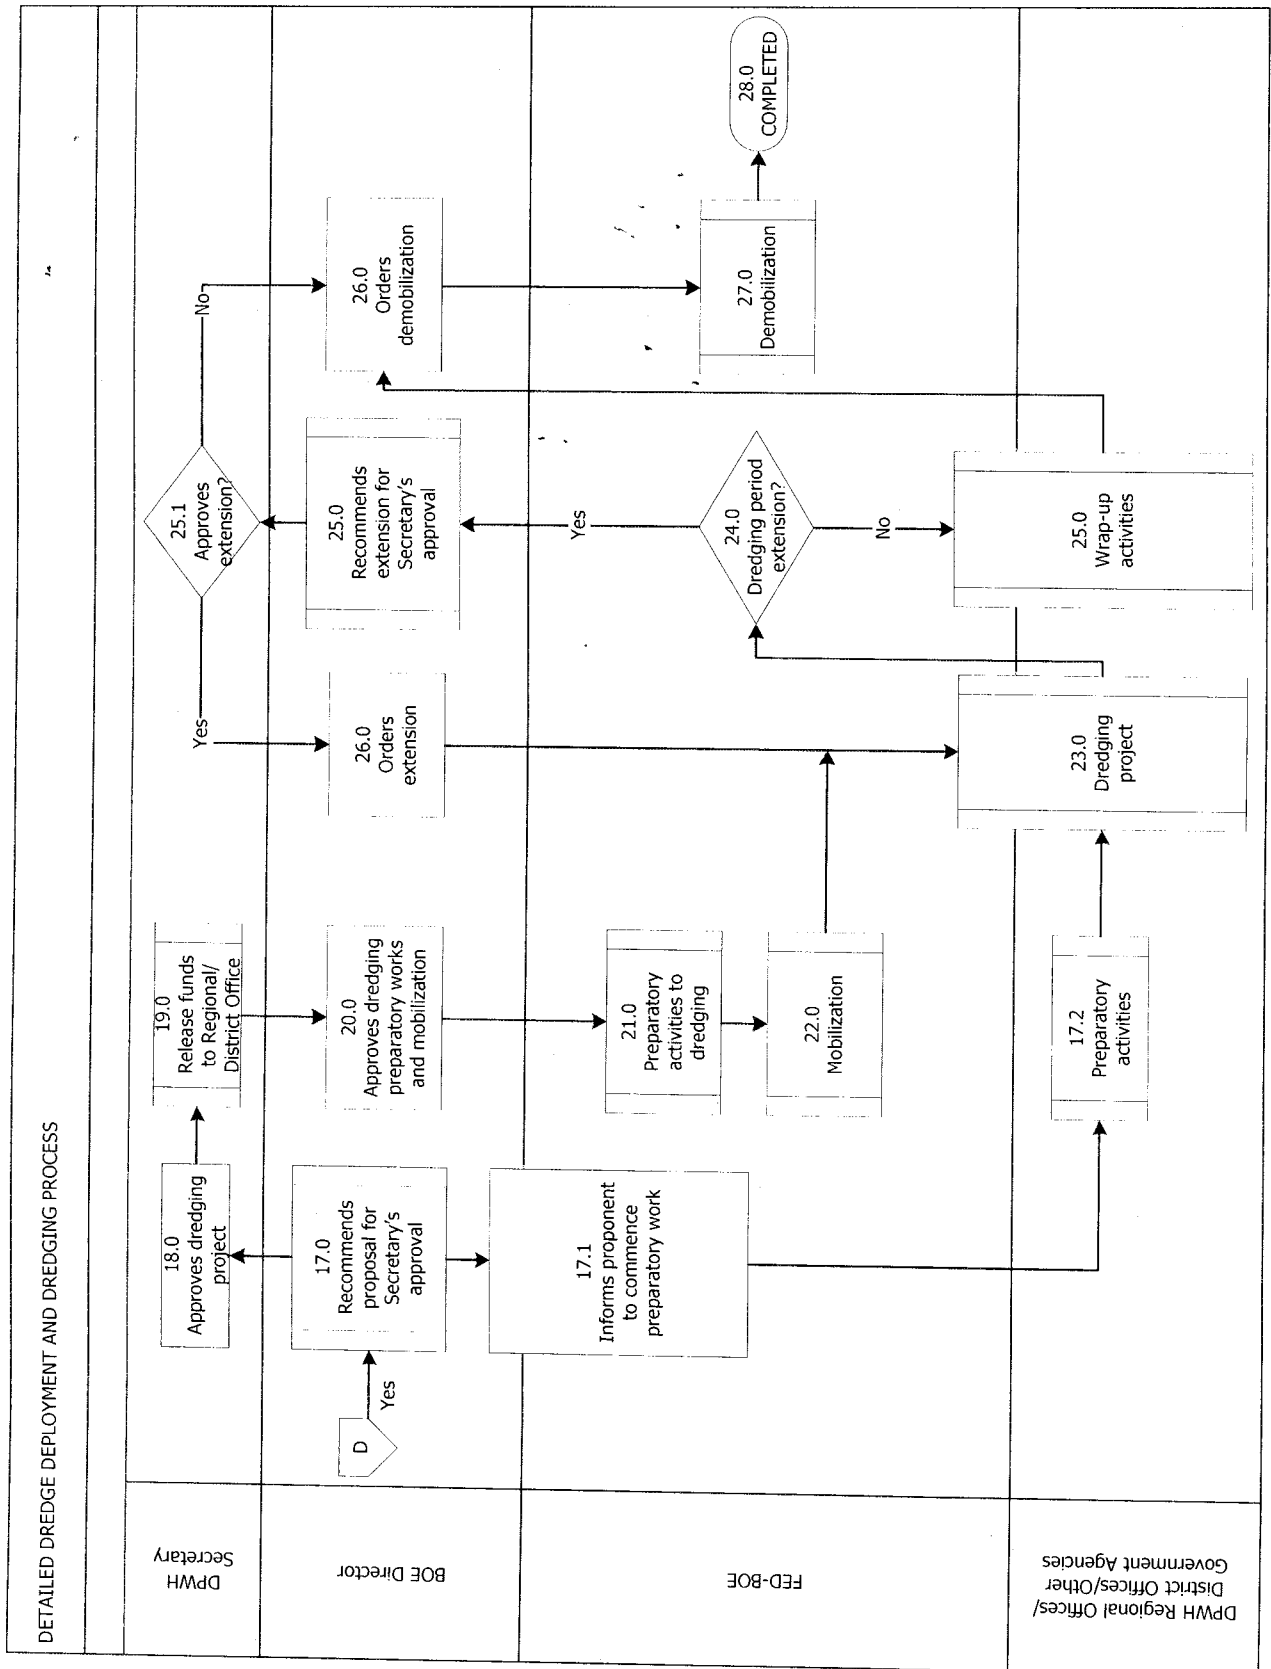 DETAILED DREDGE DEPLOYMENT AND DREDGING PROCESS
DPWH
Secretary
18.0
Approves dredging
project
19.0
Release funds
to Regional/
District Office
Yes
25.1
Approves
extension?
No
BOE Director
D
Yes
17.0
Recommends
proposal for
Secretary's
approval
20.0
Approves dredging
preparatory works
and mobilization
26.0
Orders
extension
25.0
Recommends
extension for
Secretary's
approval
26.0
Orders
demobilization
FED-BOE
17.1
Informs proponent
to commence
preparatory work
21.0
Preparatory
activities to
dredging
22.0
Mobilization
Yes
24.0
Dredging period
extension?
No
27.0
Demobilization
28.0
COMPLETED
DPWH Regional Offices/
District Offices/Other
Government Agencies
17.2
Preparatory
activities
23.0
Dredging
project
25.0
Wrap-up
activities